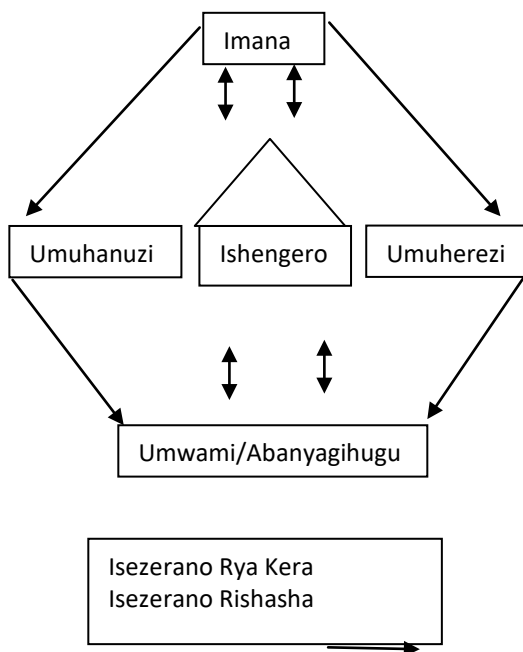 Imana
Umuhanuzi
Ishengero
Umuherezi
Umwami/Abanyagihugu
Isezerano Rya Kera
Isezerano Rishasha